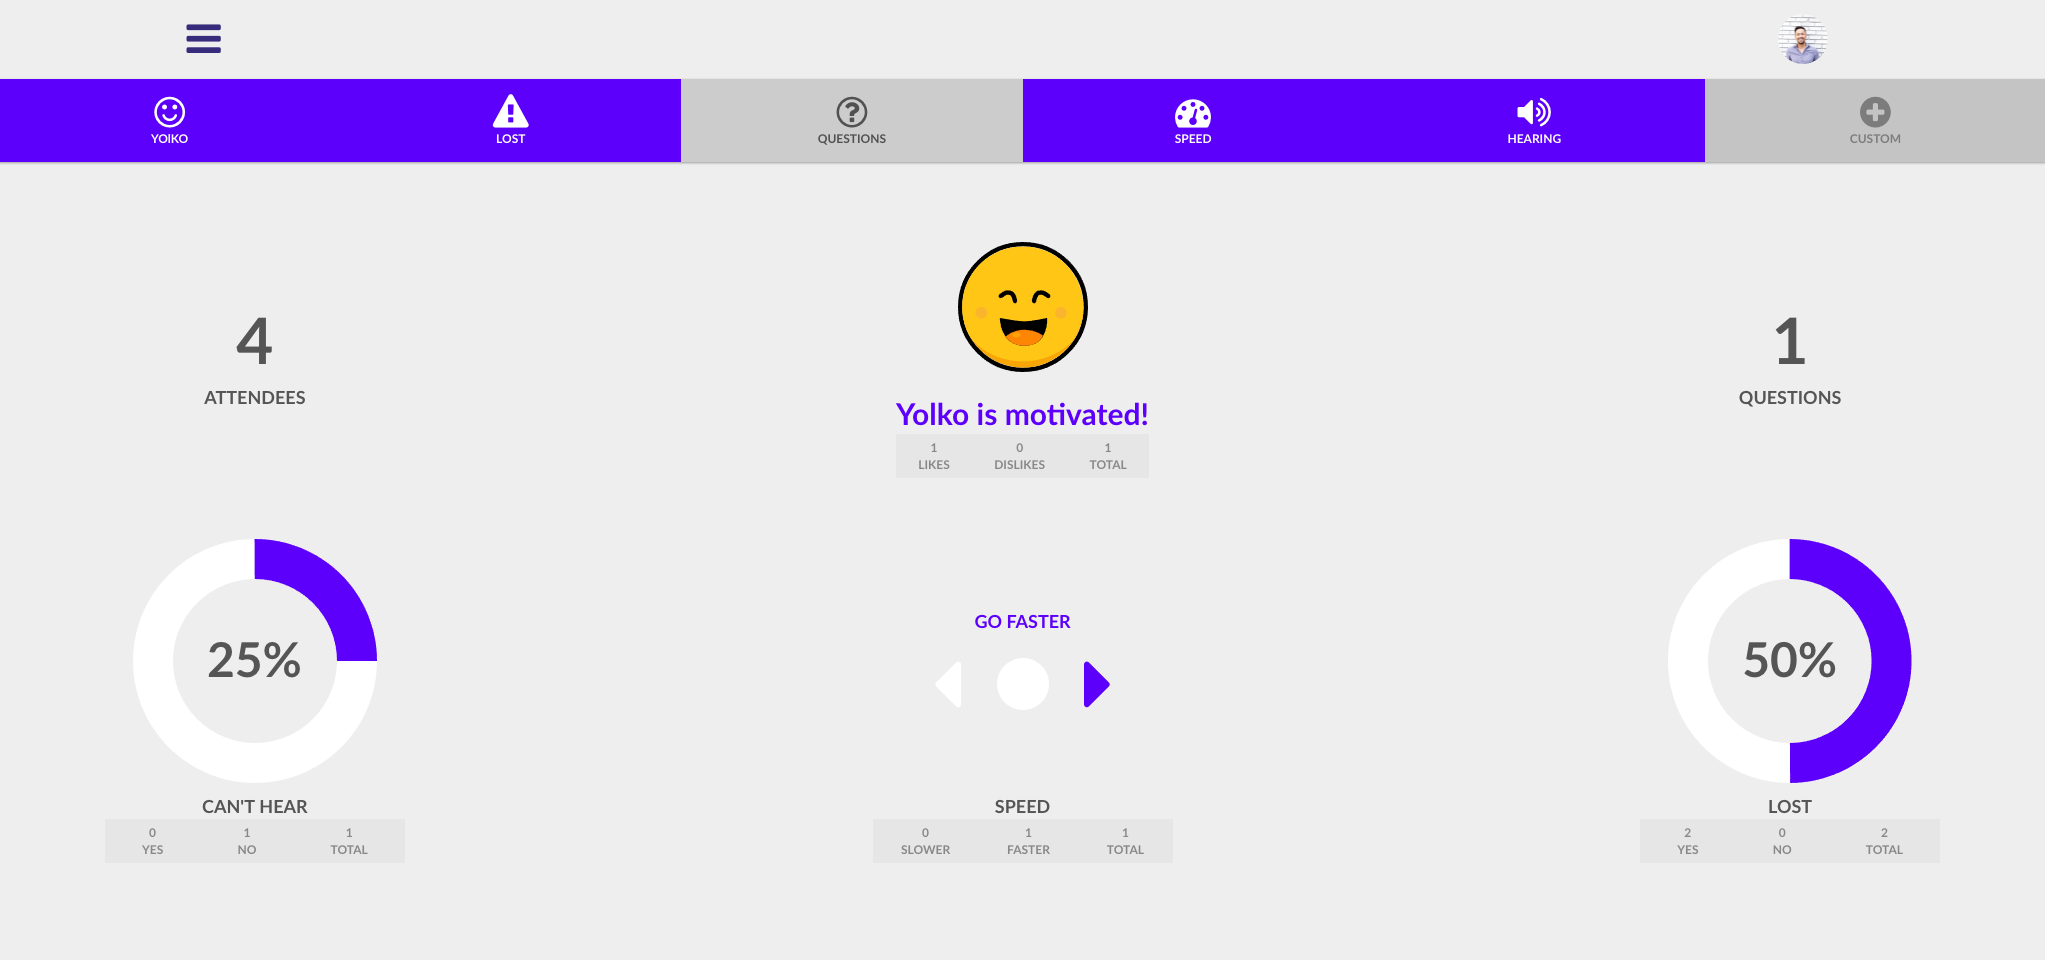 YOIKO
LOST
QUESTIONS
SPEED
HEARING
CUSTOM
4
ATTENDEES
Yolko is motivated!
1 0 1
LIKES DISLIKES TOTAL
1
QUESTIONS
25%
CAN'T HEAR
0 1 1
YES NO TOTAL
GO FASTER
SPEED
0 1 1
SLOWER FASTER TOTAL
50%
LOST
2 0 2
YES NO TOTAL